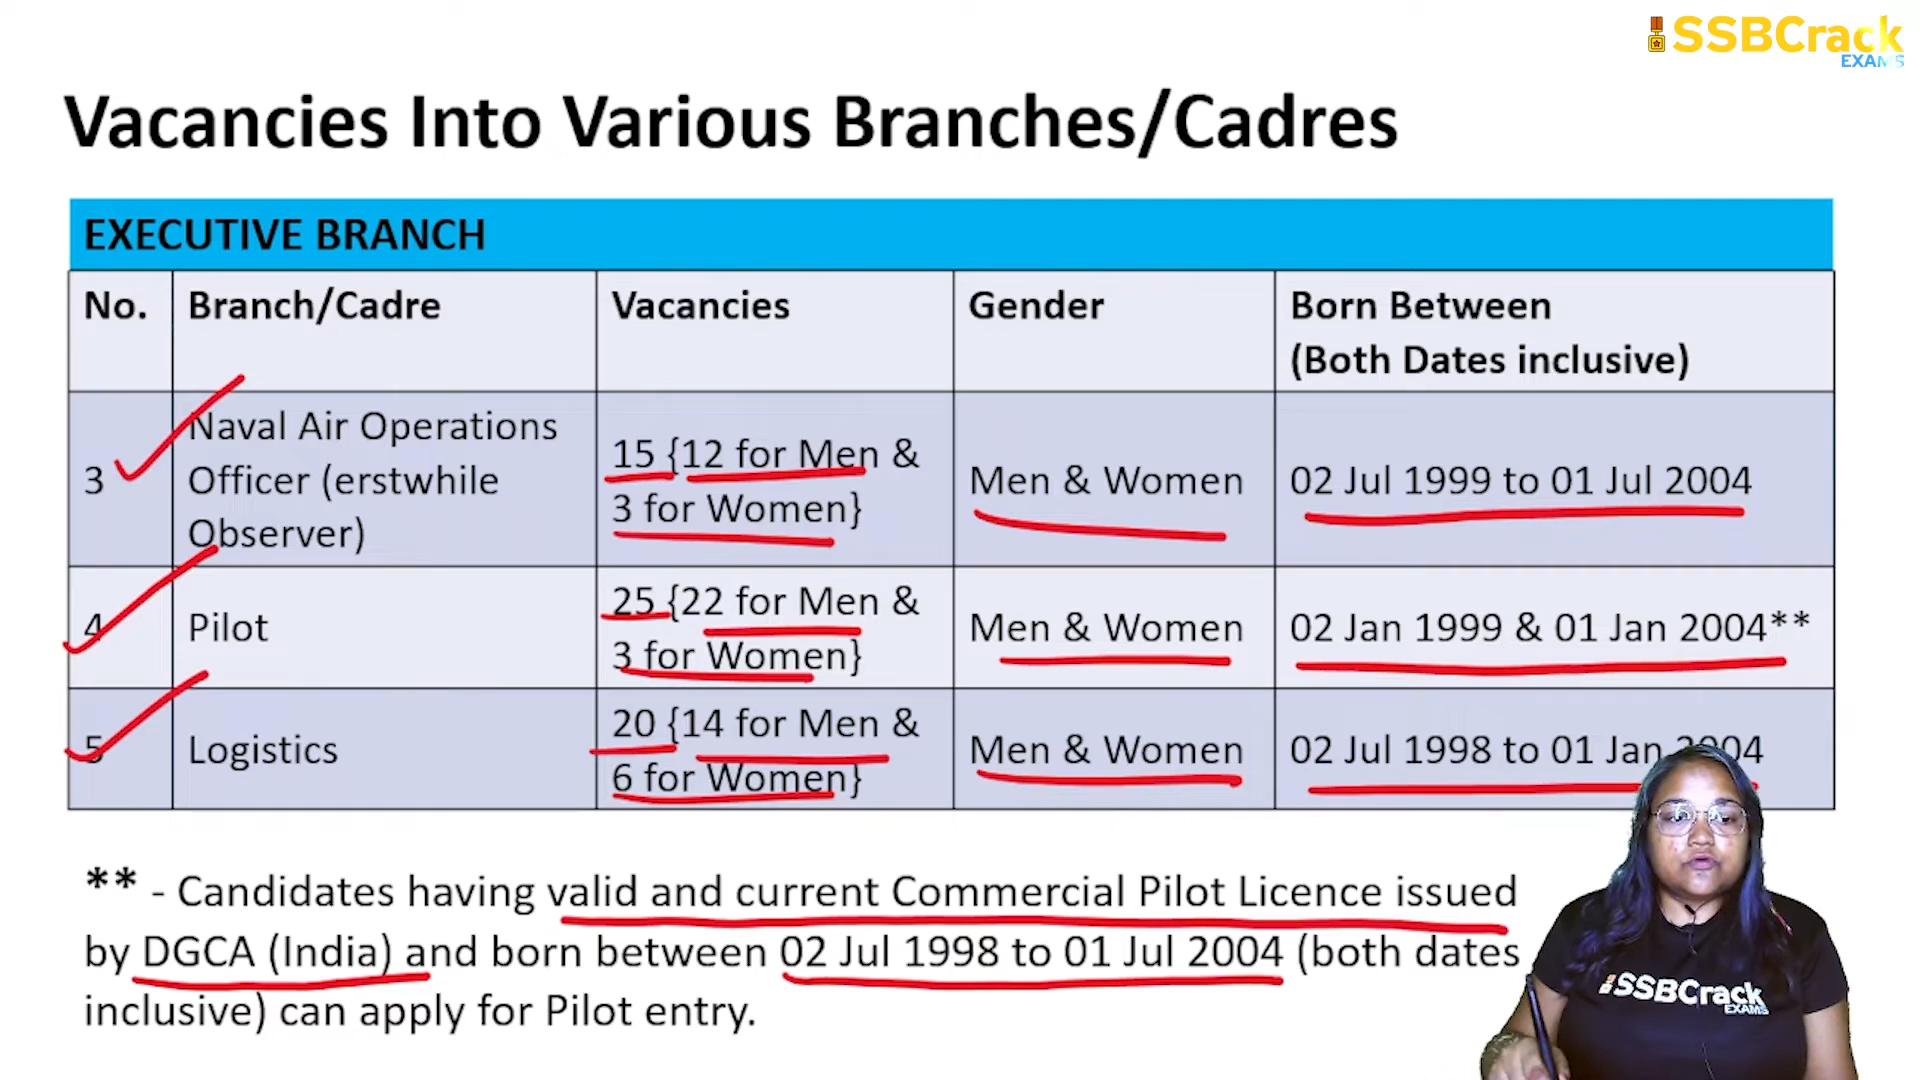 SSBCrack
EXAMS
Vacancies Into Various Branches/Cadres
EXECUTIVE BRANCH
No.
Branch/Cadre
Vacancies
Gender
Born Between
(Both Dates inclusive)
3
Naval Air Operations
Officer (erstwhile
Observer)
15 {12 for Men &
3 for Women}
Men & Women
02 Jul 1999 to 01 Jul 2004
4
Pilot
25 {22 for Men &
3 for Women}
Men & Women
02 Jan 1999 & 01 Jan 2004**
5
Logistics
20 {14 for Men &
6 for Women}
Men & Women
02 Jul 1998 to 01 Jan 2004
** - Candidates having valid and current Commercial Pilot Licence issued
by DGCA (India) and born between 02 Jul 1998 to 01 Jul 2004 (both dates
inclusive) can apply for Pilot entry.
SSBCrack
EXAMS